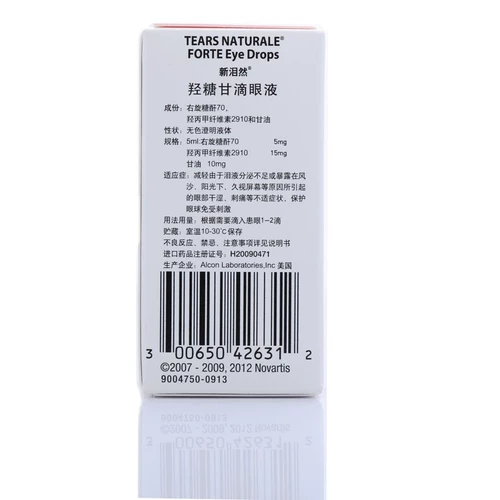 TEARS NATURALE®
FORTE Eye Drops
新泪然®
羟糖甘滴眼液
成份：右旋糖酐70，
羟丙甲纤维素2910和甘油
性状：无色澄明液体
规格：5ml:右旋糖酐70 5mg
羟丙甲纤维素2910 15mg
甘油 10mg
适应症：减轻由于泪液分泌不足或暴露在风
沙、阳光下、久视屏幕等原因所引起
的眼部干涩、刺痛等不适症状，保护
眼球免受刺激
用法用量：根据需要滴入患眼1~2滴
贮藏：室温10-30℃保存
不良反应、禁忌、注意事项详见说明书
进口药品注册证号：H20090471
生产企业：Alcon Laboratories,Inc 美国
3 00650 42631 2
©2007 - 2009, 2012 Novartis
9004750-0913